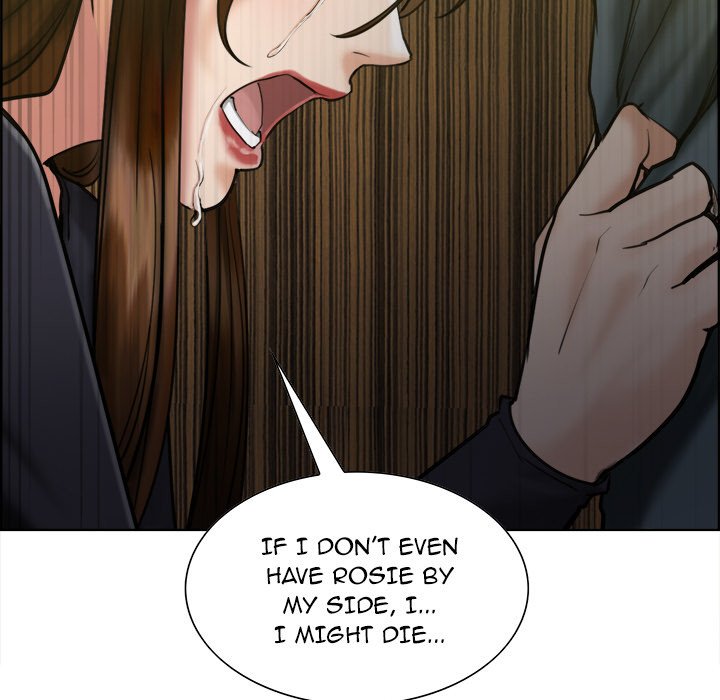 IF I DON'T EVEN
HAVE ROSIE BY
MY SIDE, I...
I MIGHT DIE...